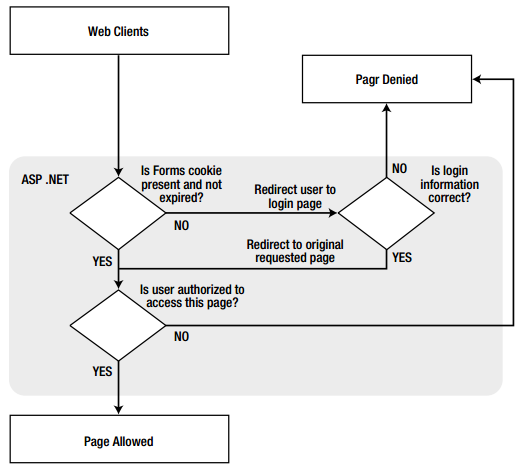 Web Clients
Pagr Denied
ASP .NET
Is Forms cookie
present and not
expired?
NO
Redirect user to
login page
NO
Is login
information
correct?
YES
Redirect to original
requested page
YES
Is user authorized to
access this page?
NO
YES
Page Allowed